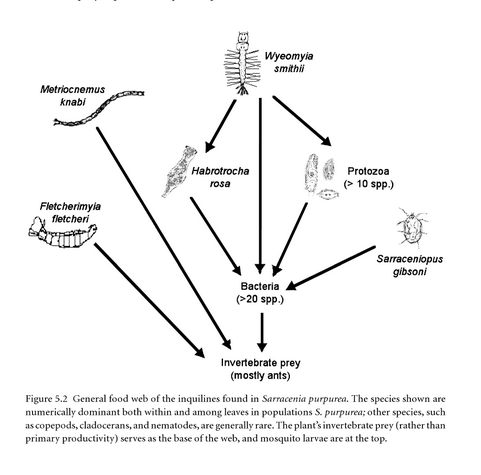 Wyeomyia
smithii
Metriocnemus
knabi
Habrotrocha
rosa
Protozoa
(> 10 spp.)
Fletcherimyia
fletcheri
Sarraceniopus
gibsoni
Bacteria
(>20 spp.)
Invertebrate prey
(mostly ants)
Figure 5.2 General food web of the inquilines found in Sarracenia purpurea. The species shown are
numerically dominant both within and among leaves in populations S. purpurea; other species, such
as copepods, cladocerans, and nematodes, are generally rare. The plant's invertebrate prey (rather than
primary productivity) serves as the base of the web, and mosquito larvae are at the top.